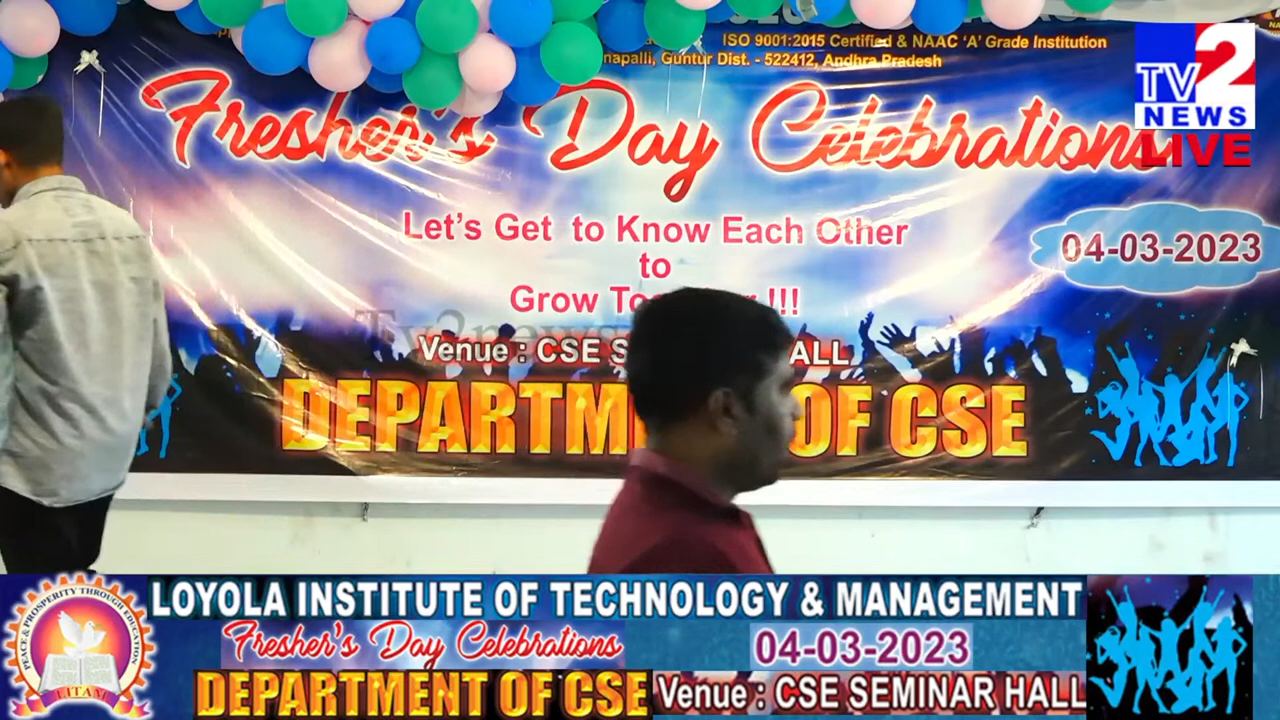 ISO 9001:2015 Certified & NAAC 'A' Grade Institution
napalli, Guntur Dist. - 522412, Andhra Pradesh
TV2
NEWS
LIVE
Fresher's Day Celebrations
Let's Get to Know Each Other
to
04-03-2023
Grow !!!
Tv2news
Venue : CSE S ALL
DEPARTM OF CSE
PEACE & PROSPERITY THROUGH EDUCATION
LITAM
LOYOLA INSTITUTE OF TECHNOLOGY & MANAGEMENT
Fresher's Day Celebrations
04-03-2023
DEPARTMENT OF CSE
Venue : CSE SEMINAR HALL